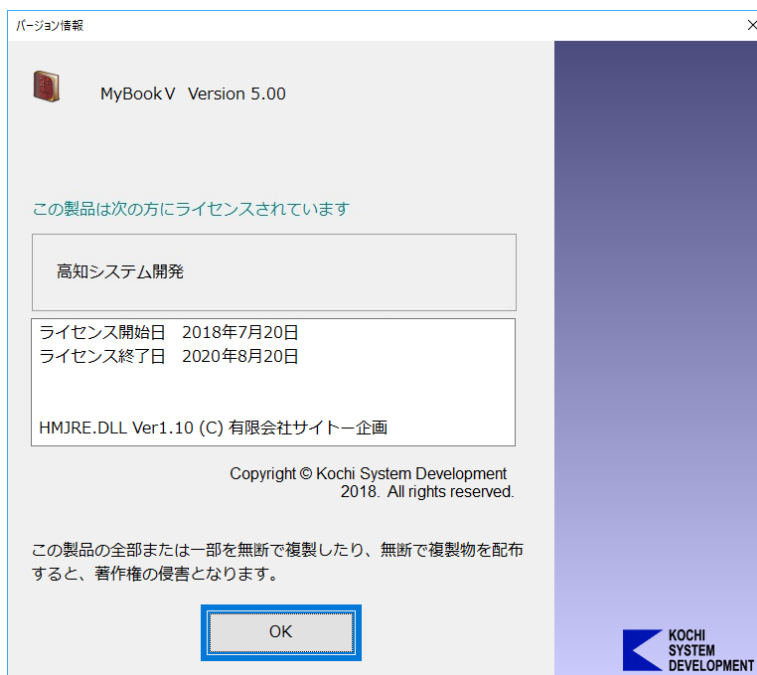 バージョン情報
MyBookⅤ Version 5.00
この製品は次の方にライセンスされています
高知システム開発
ライセンス開始日 2018年7月20日
ライセンス終了日 2020年8月20日
HMJRE.DLL Ver1.10 (C) 有限会社サイトー企画
Copyright © Kochi System Development
2018. All rights reserved.
この製品の全部または一部を無断で複製したり、無断で複製物を配布
すると、著作権の侵害となります。
OK
KOCHI
SYSTEM
DEVELOPMENT